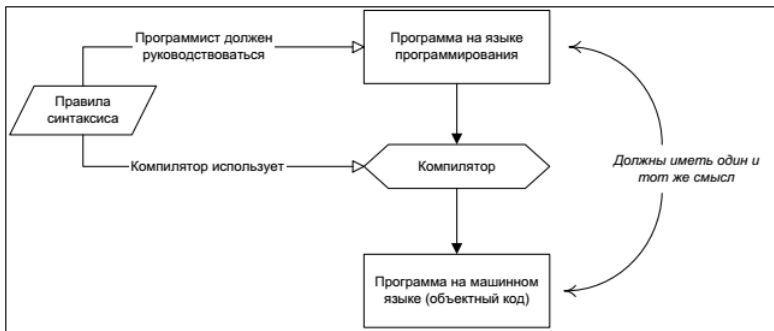 Программист должен
руководствоваться
Программа на языке
программирования
Правила
синтаксиса
Компилятор использует
Компилятор
Должны иметь один и
тот же смысл
Программа на машинном
языке (объектный код)